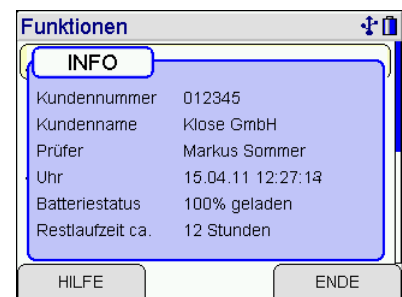 Funktionen
INFO
Kundennummer 012345
Kundenname Klose GmbH
Prüfer Markus Sommer
Uhr 15.04.11 12:27:14
Batteriestatus 100% geladen
Restlaufzeit ca. 12 Stunden
HILFE ENDE